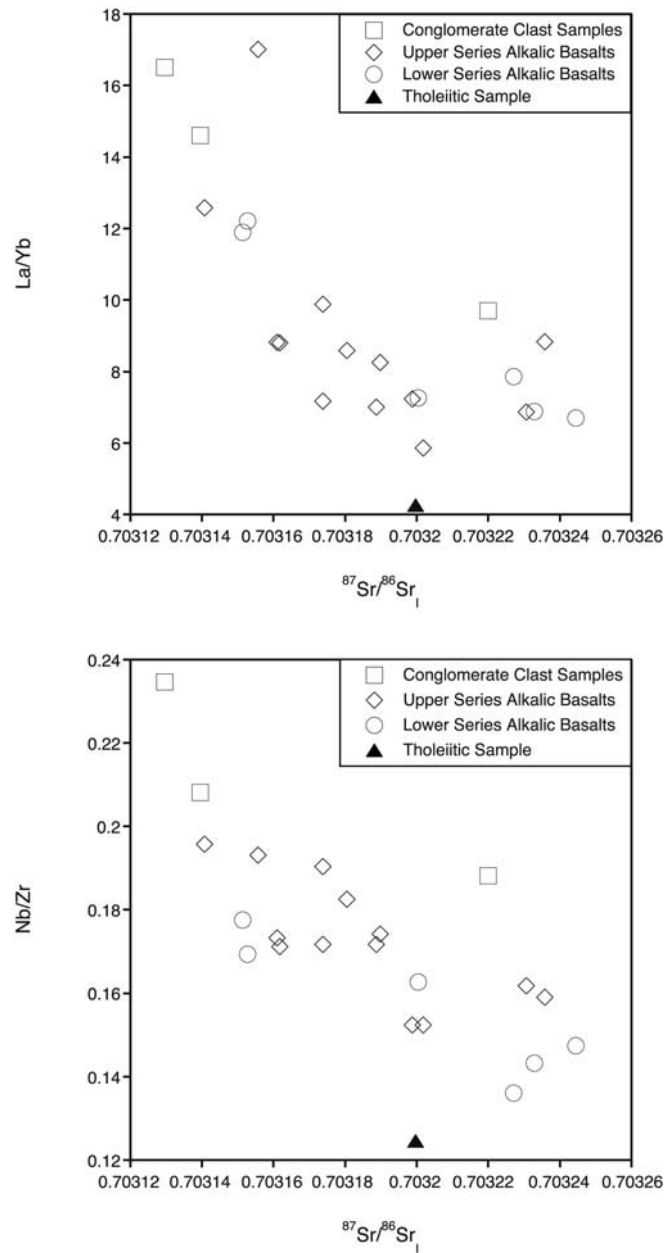 18
16
14
12
10
8
6
4
La/Yb
Conglomerate Clast Samples
Upper Series Alkalic Basalts
Lower Series Alkalic Basalts
Tholeiitic Sample
0.70312 0.70314 0.70316 0.70318 0.7032 0.70322 0.70324 0.70326
87Sr/86SrI
0.24
0.22
0.2
0.18
0.16
0.14
0.12
Nb/Zr
Conglomerate Clast Samples
Upper Series Alkalic Basalts
Lower Series Alkalic Basalts
Tholeiitic Sample
0.70312 0.70314 0.70316 0.70318 0.7032 0.70322 0.70324 0.70326
87Sr/86SrI